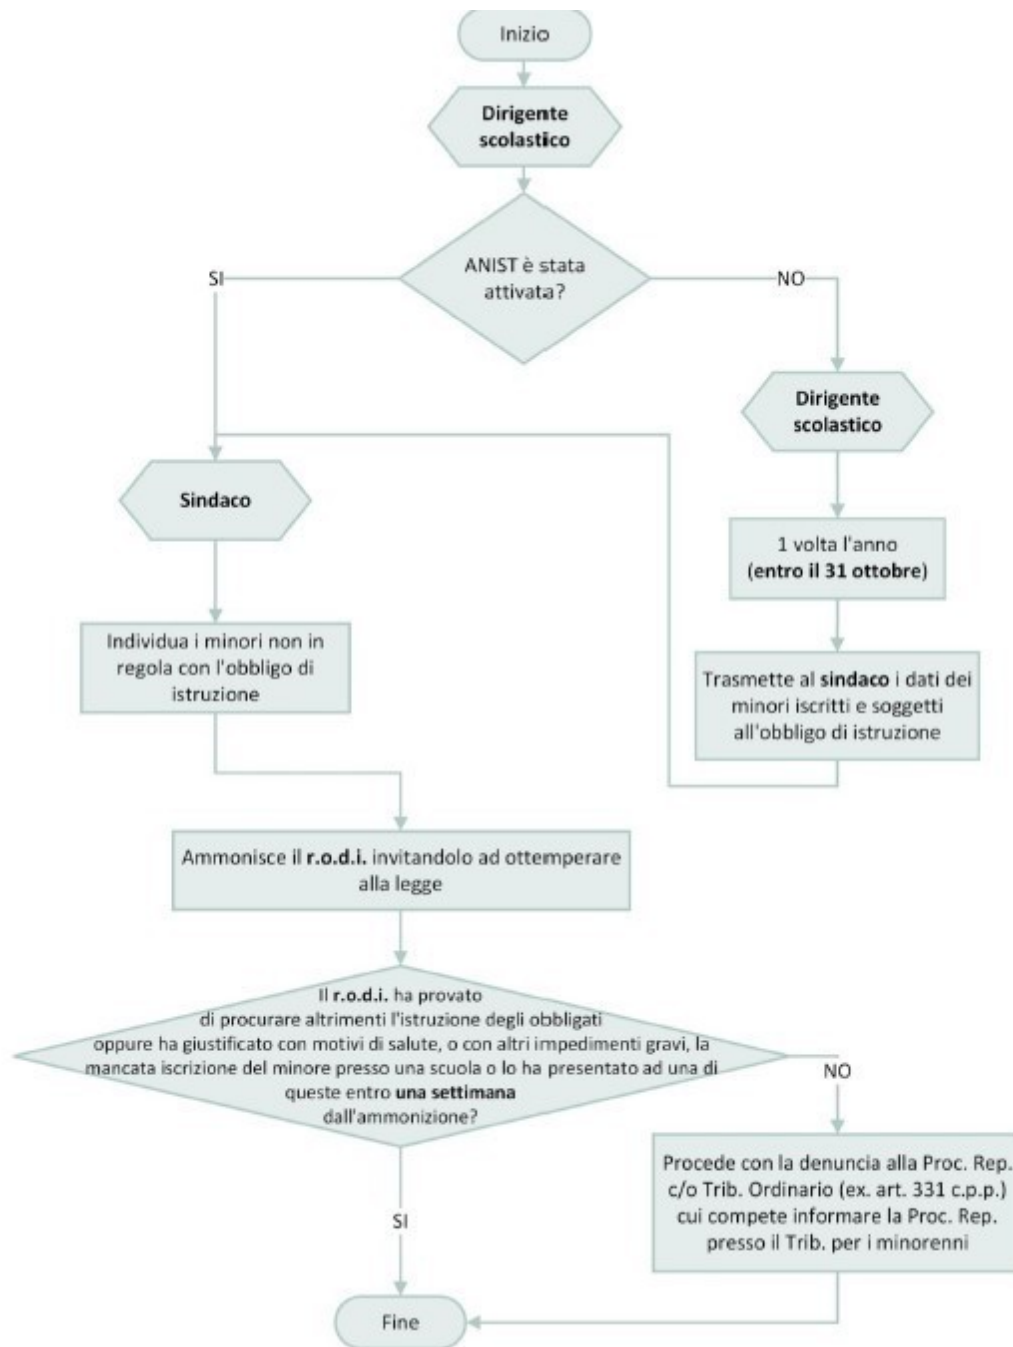 Inizio
Dirigente
scolastico
ANIST è stata
attivata?
SI
NO
Dirigente
scolastico
Sindaco
1 volta l'anno
(entro il 31 ottobre)
Individua i minori non in
regola con l'obbligo di
istruzione
Trasmette al sindaco i dati dei
minori iscritti e soggetti
all'obbligo di istruzione
Ammonisce il r.o.d.i. invitandolo ad ottemperare
alla legge
Il r.o.d.i. ha provato
di procurare altrimenti l'istruzione degli obbligati
oppure ha giustificato con motivi di salute, o con altri impedimenti gravi, la
mancata iscrizione del minore presso una scuola o lo ha presentato ad una di
queste entro una settimana
dall'ammonizione?
NO
Procede con la denuncia alla Proc. Rep.
c/o Trib. Ordinario (ex. art. 331 c.p.p.)
cui compete informare la Proc. Rep.
presso il Trib. per i minorenni
SI
Fine